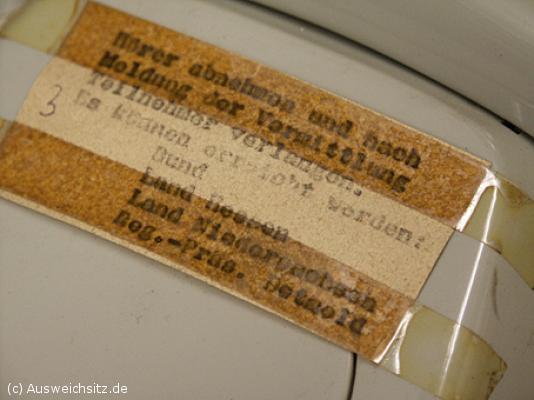 Hörer abnehmen und nach
Meldung der Vermittlung
Teilnehmer verlangen.
3 Es können erreicht werden:
Bund
Land Hessen
Land Niedersachsen
Reg.-Präs. Detmold
(c) Ausweichsitz.de